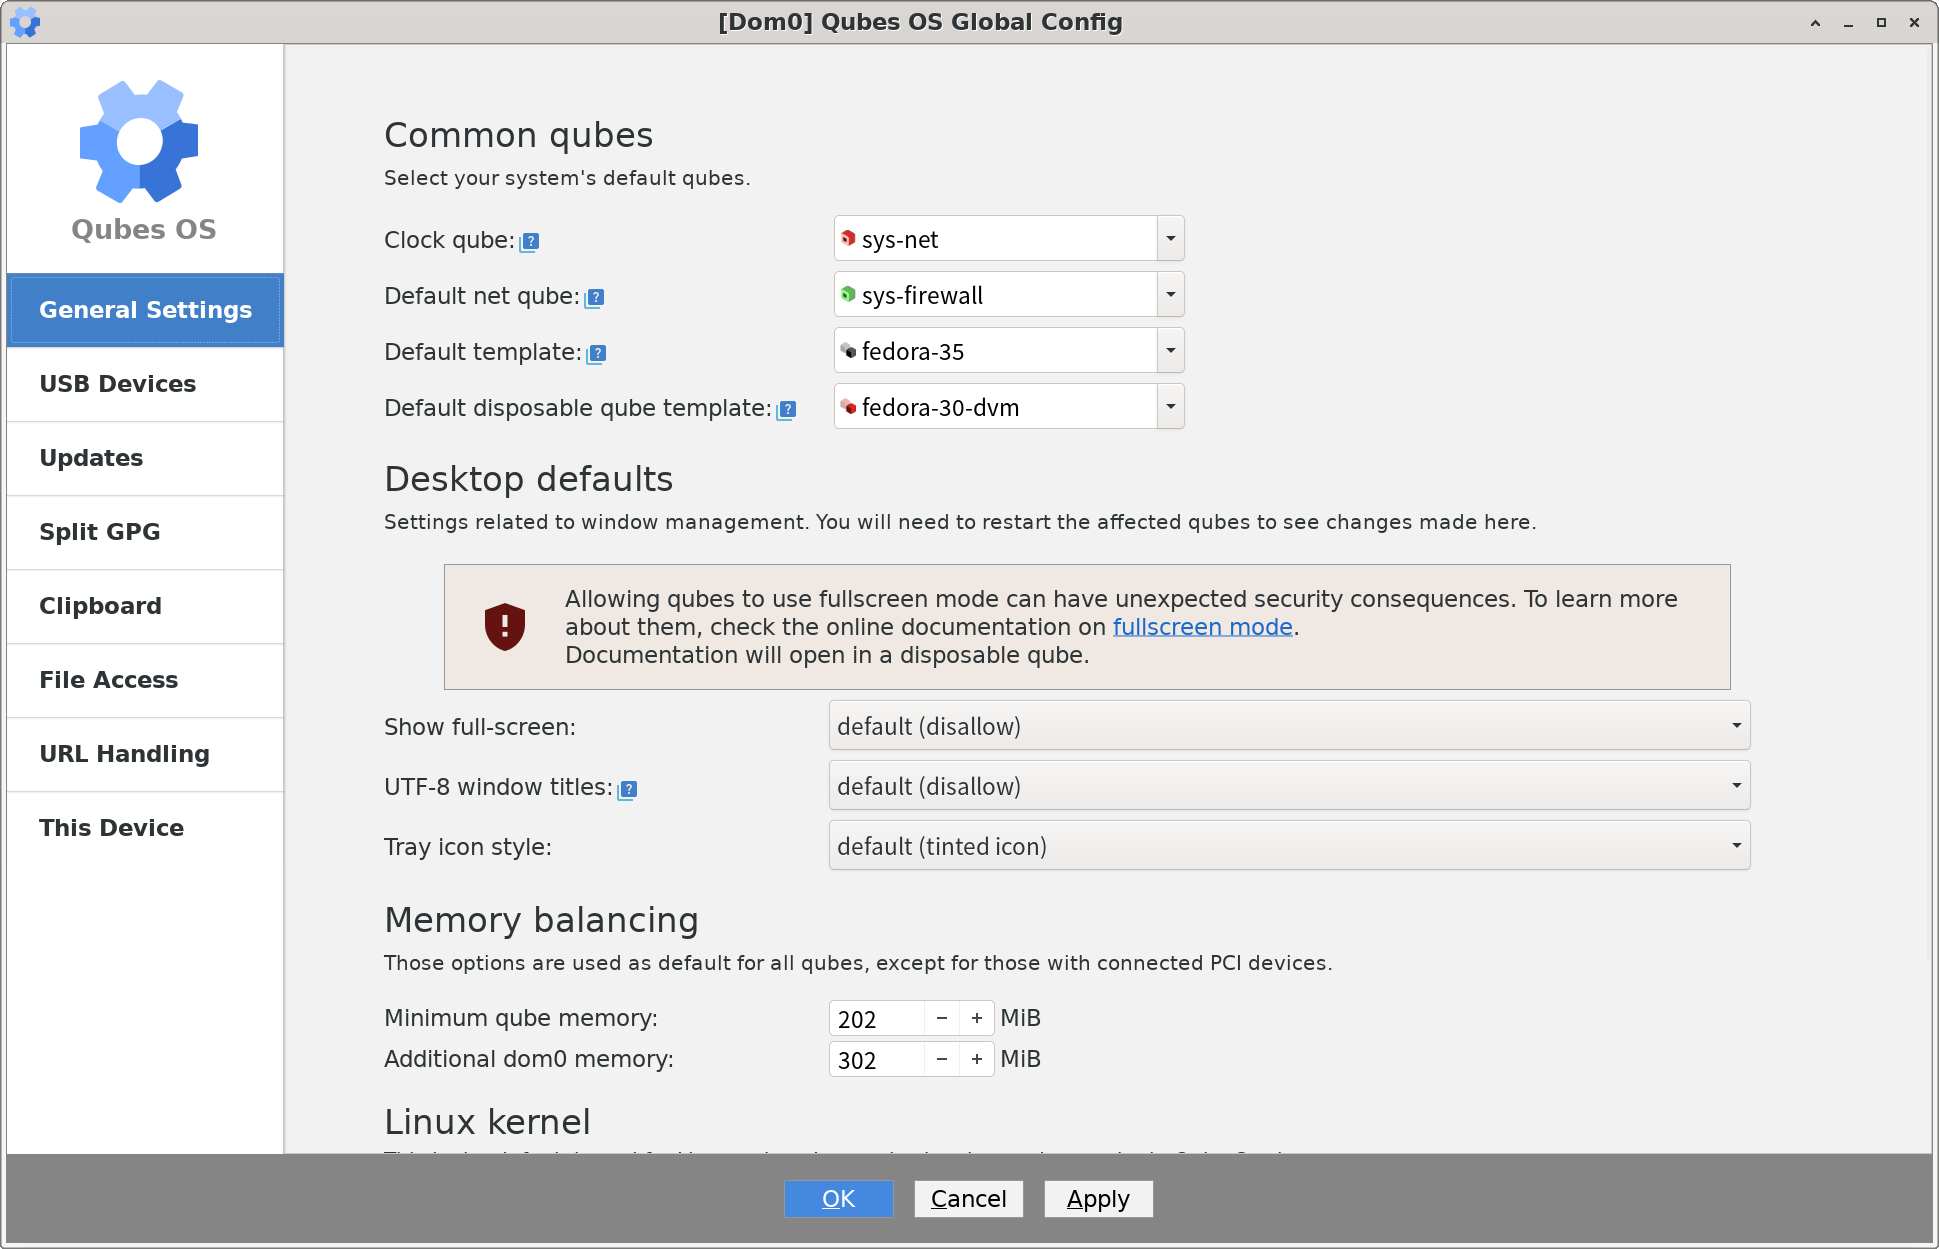 [Dom0] Qubes OS Global Config
Qubes OS
General Settings
USB Devices
Updates
Split GPG
Clipboard
File Access
URL Handling
This Device
Common qubes
Select your system's default qubes.
Clock qube: ? sys-net
Default net qube: ? sys-firewall
Default template: ? fedora-35
Default disposable qube template: ? fedora-30-dvm
Desktop defaults
Settings related to window management. You will need to restart the affected qubes to see changes made here.
Allowing qubes to use fullscreen mode can have unexpected security consequences. To learn more
about them, check the online documentation on fullscreen mode.
Documentation will open in a disposable qube.
Show full-screen: default (disallow)
UTF-8 window titles: ? default (disallow)
Tray icon style: default (tinted icon)
Memory balancing
Those options are used as default for all qubes, except for those with connected PCI devices.
Minimum qube memory: 202 − + MiB
Additional dom0 memory: 302 − + MiB
Linux kernel
OK Cancel Apply